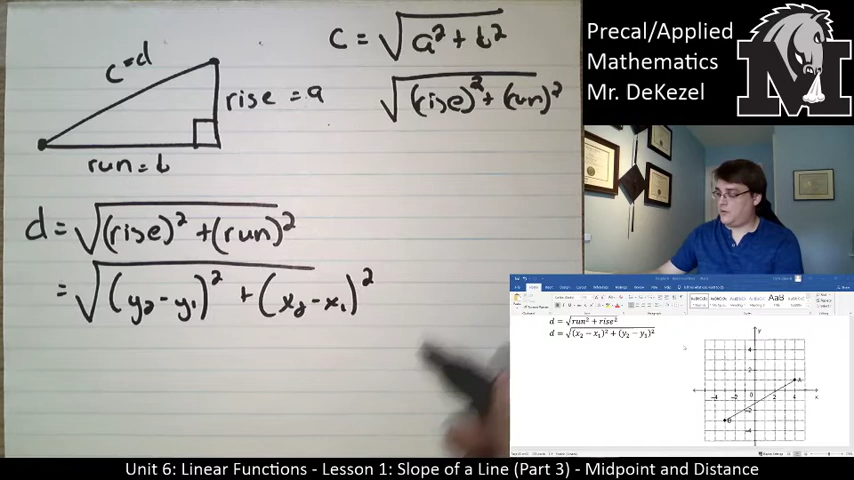 c = √a² + b²
c = d
rise = a
√(rise)² + (run)²
run = b
d = √(rise)² + (run)²
= √(y₂ - y₁)² + (x₂ - x₁)²
Precal/Applied
Mathematics
Mr. DeKezel
M
d = √run² + rise²
d = √(x₂ − x₁)² + (y₂ − y₁)²
y
x
A
B
0
Unit 6: Linear Functions - Lesson 1: Slope of a Line (Part 3) - Midpoint and Distance